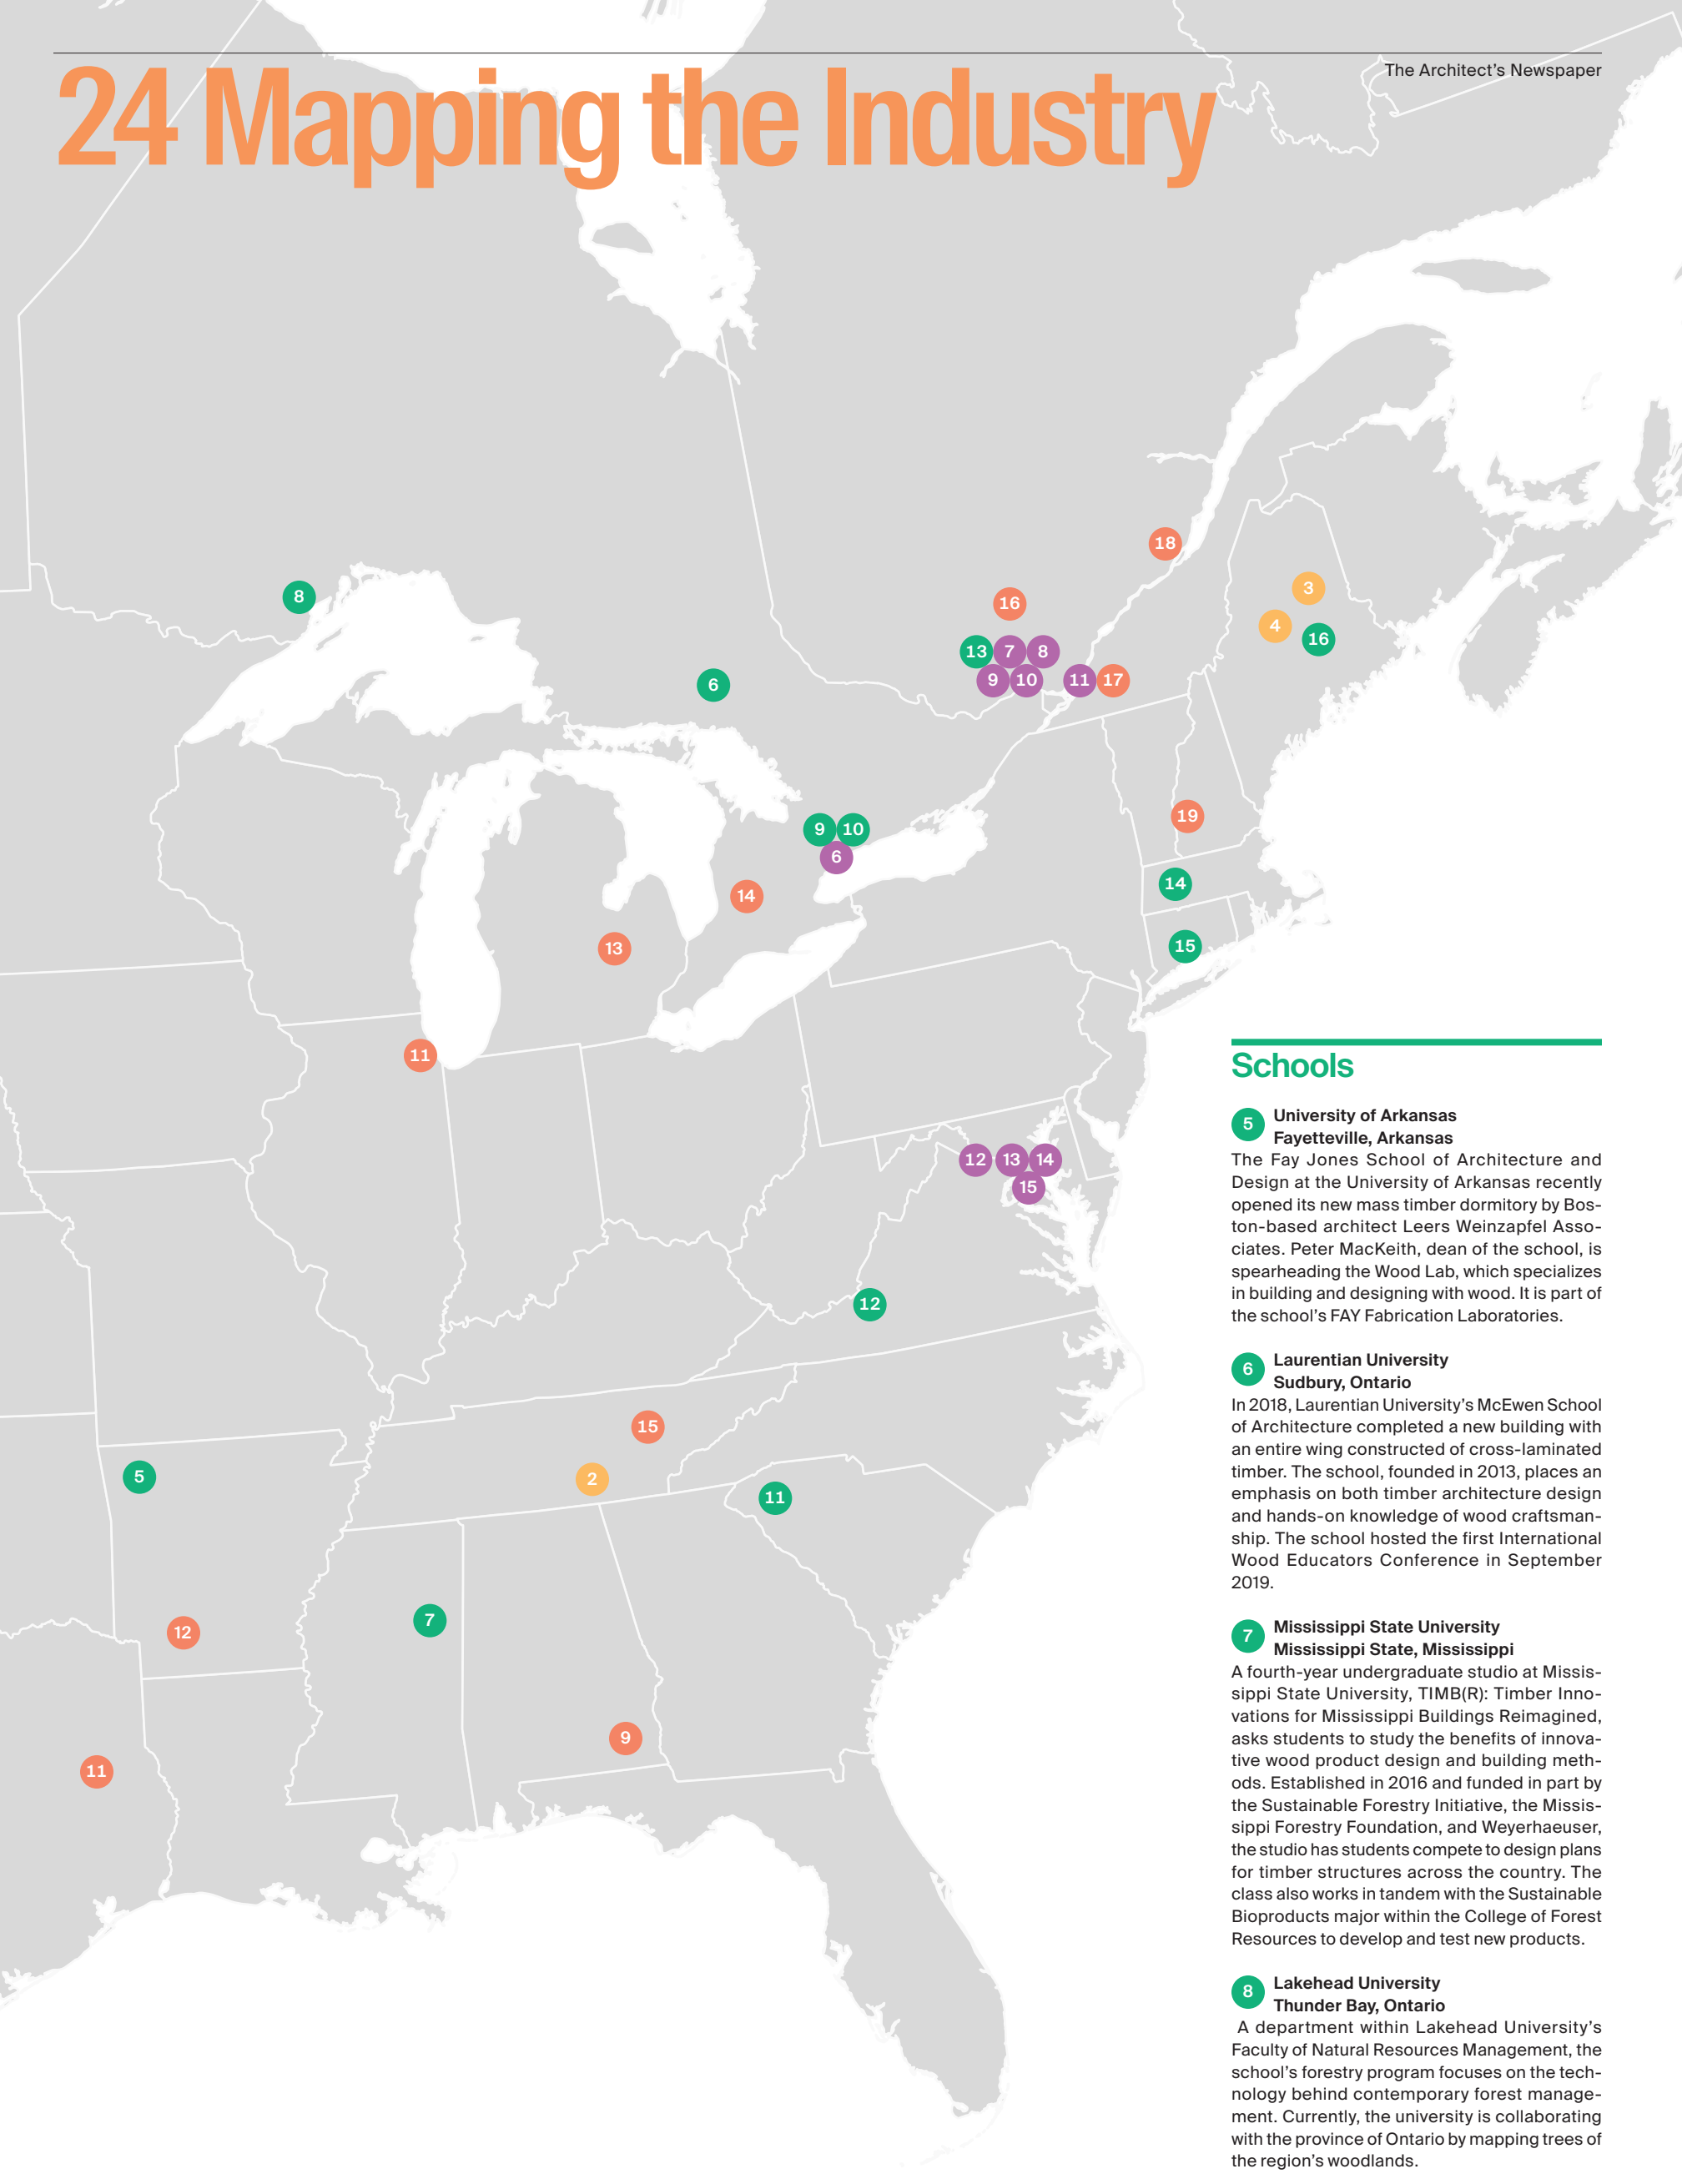 The Architect's Newspaper
24 Mapping the Industry
18
3
8
16
4
16
13 7 8
6
9 10 11 17
19
9 10
6
14
14
13
15
11
12 13 14
15
12
15
5
2
11
7
12
9
11
Schools
5 University of Arkansas
Fayetteville, Arkansas
The Fay Jones School of Architecture and
Design at the University of Arkansas recently
opened its new mass timber dormitory by Bos-
ton-based architect Leers Weinzapfel Asso-
ciates. Peter MacKeith, dean of the school, is
spearheading the Wood Lab, which specializes
in building and designing with wood. It is part of
the school's FAY Fabrication Laboratories.
6 Laurentian University
Sudbury, Ontario
In 2018, Laurentian University's McEwen School
of Architecture completed a new building with
an entire wing constructed of cross-laminated
timber. The school, founded in 2013, places an
emphasis on both timber architecture design
and hands-on knowledge of wood craftsman-
ship. The school hosted the first International
Wood Educators Conference in September
2019.
7 Mississippi State University
Mississippi State, Mississippi
A fourth-year undergraduate studio at Missis-
sippi State University, TIMB(R): Timber Inno-
vations for Mississippi Buildings Reimagined,
asks students to study the benefits of innova-
tive wood product design and building meth-
ods. Established in 2016 and funded in part by
the Sustainable Forestry Initiative, the Missis-
sippi Forestry Foundation, and Weyerhaeuser,
the studio has students compete to design plans
for timber structures across the country. The
class also works in tandem with the Sustainable
Bioproducts major within the College of Forest
Resources to develop and test new products.
8 Lakehead University
Thunder Bay, Ontario
A department within Lakehead University's
Faculty of Natural Resources Management, the
school's forestry program focuses on the tech-
nology behind contemporary forest manage-
ment. Currently, the university is collaborating
with the province of Ontario by mapping trees of
the region's woodlands.